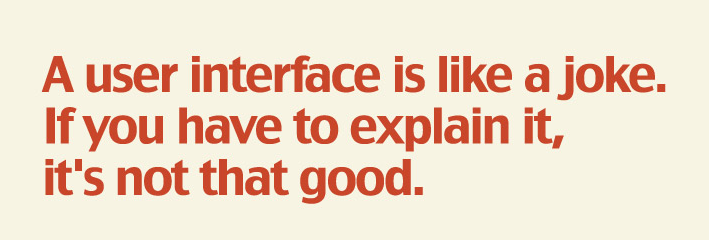 A user interface is like a joke.
If you have to explain it,
it's not that good.